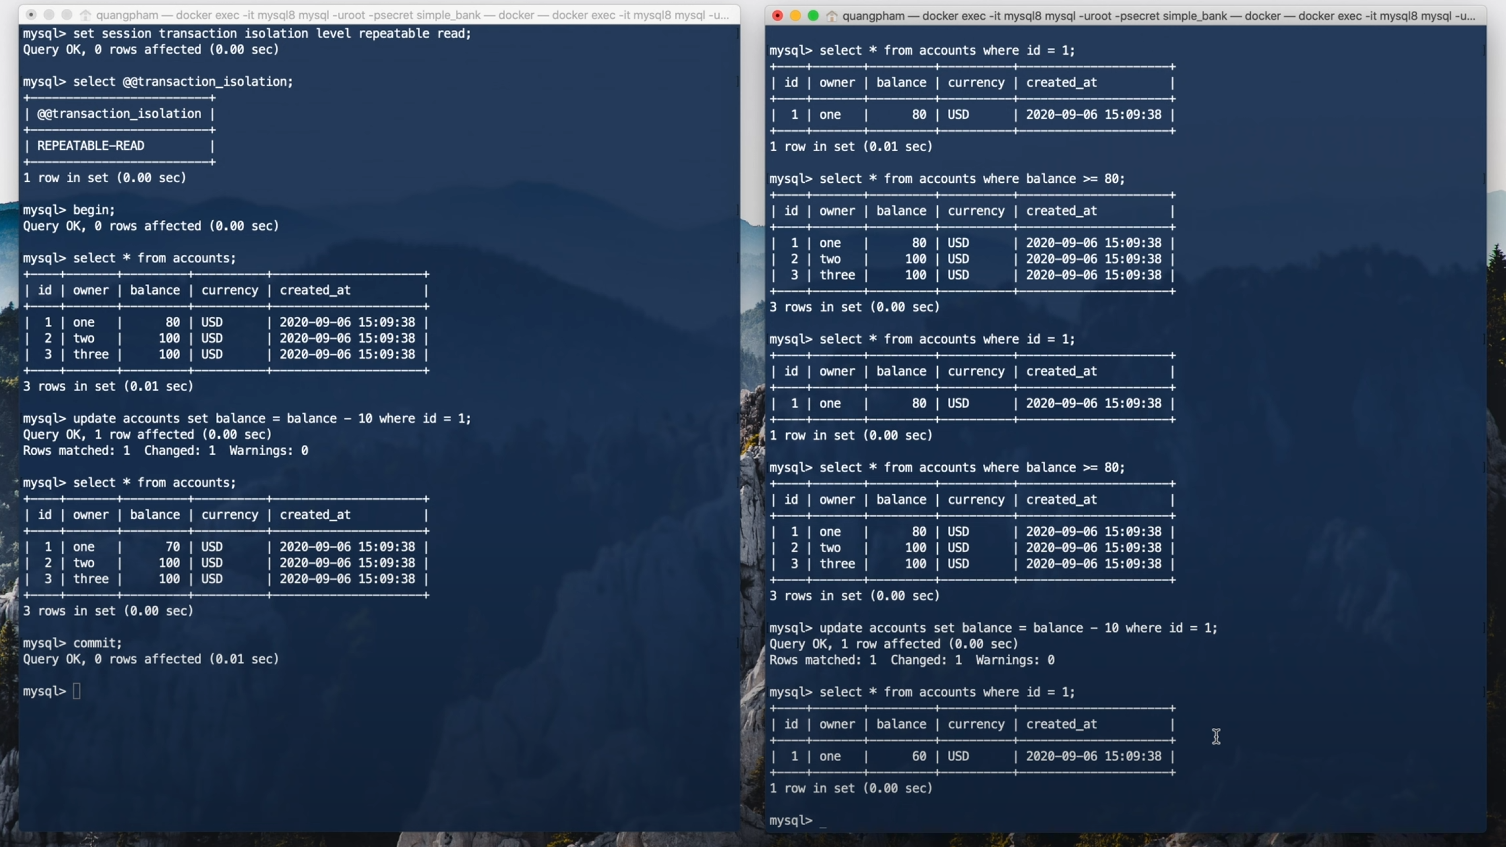 quangpham — docker exec -it mysql8 mysql -uroot -psecret simple_bank — docker — docker exec -it mysql8 mysql -u...
mysql> set session transaction isolation level repeatable read;
Query OK, 0 rows affected (0.00 sec)
mysql> select @@transaction_isolation;
| @@transaction_isolation |
| REPEATABLE-READ |
1 row in set (0.00 sec)
mysql> begin;
Query OK, 0 rows affected (0.00 sec)
mysql> select * from accounts;
| id | owner | balance | currency | created_at |
| 1 | one | 80 | USD | 2020-09-06 15:09:38 |
| 2 | two | 100 | USD | 2020-09-06 15:09:38 |
| 3 | three | 100 | USD | 2020-09-06 15:09:38 |
3 rows in set (0.01 sec)
mysql> update accounts set balance = balance - 10 where id = 1;
Query OK, 1 row affected (0.00 sec)
Rows matched: 1 Changed: 1 Warnings: 0
mysql> select * from accounts;
| id | owner | balance | currency | created_at |
| 1 | one | 70 | USD | 2020-09-06 15:09:38 |
| 2 | two | 100 | USD | 2020-09-06 15:09:38 |
| 3 | three | 100 | USD | 2020-09-06 15:09:38 |
3 rows in set (0.00 sec)
mysql> commit;
Query OK, 0 rows affected (0.01 sec)
mysql>
quangpham — docker exec -it mysql8 mysql -uroot -psecret simple_bank — docker — docker exec -it mysql8 mysql -u...
mysql> select * from accounts where id = 1;
| id | owner | balance | currency | created_at |
| 1 | one | 80 | USD | 2020-09-06 15:09:38 |
1 row in set (0.01 sec)
mysql> select * from accounts where balance >= 80;
| id | owner | balance | currency | created_at |
| 1 | one | 80 | USD | 2020-09-06 15:09:38 |
| 2 | two | 100 | USD | 2020-09-06 15:09:38 |
| 3 | three | 100 | USD | 2020-09-06 15:09:38 |
3 rows in set (0.00 sec)
mysql> select * from accounts where id = 1;
| id | owner | balance | currency | created_at |
| 1 | one | 80 | USD | 2020-09-06 15:09:38 |
1 row in set (0.00 sec)
mysql> select * from accounts where balance >= 80;
| id | owner | balance | currency | created_at |
| 1 | one | 80 | USD | 2020-09-06 15:09:38 |
| 2 | two | 100 | USD | 2020-09-06 15:09:38 |
| 3 | three | 100 | USD | 2020-09-06 15:09:38 |
3 rows in set (0.00 sec)
mysql> update accounts set balance = balance - 10 where id = 1;
Query OK, 1 row affected (0.00 sec)
Rows matched: 1 Changed: 1 Warnings: 0
mysql> select * from accounts where id = 1;
| id | owner | balance | currency | created_at |
| 1 | one | 60 | USD | 2020-09-06 15:09:38 |
1 row in set (0.00 sec)
mysql> _